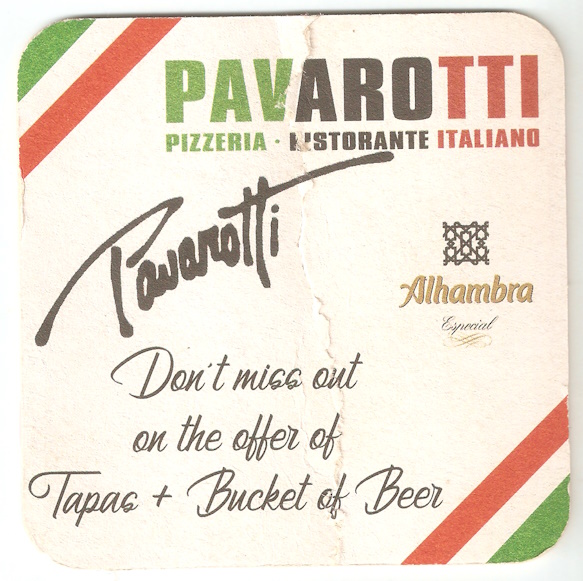 PAVAROTTI
PIZZERIA · RISTORANTE ITALIANO
Pavarotti
Alhambra
Especial
Don't miss out
on the offer of
Tapas + Bucket of Beer